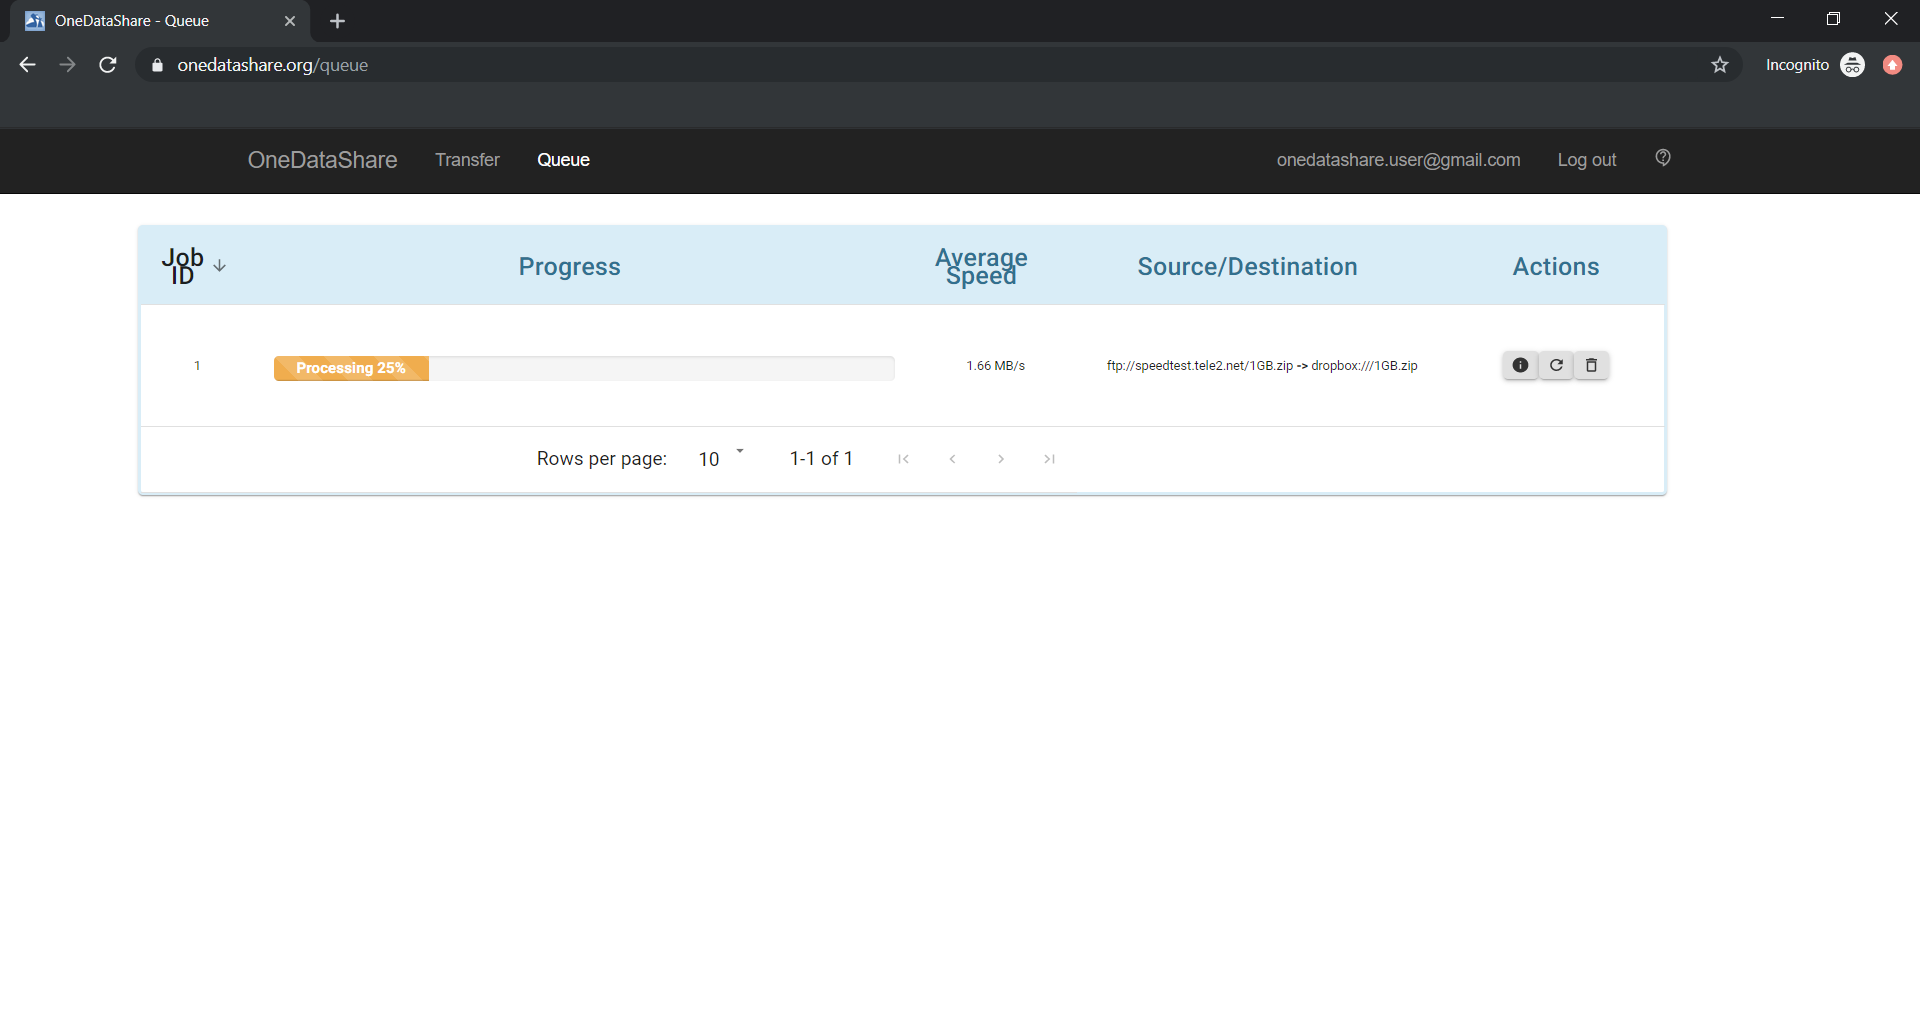 OneDataShare - Queue
onedatashare.org/queue
Incognito
OneDataShare Transfer Queue onedatashare.user@gmail.com Log out
Job ID Progress Average Speed Source/Destination Actions
1 Processing 25% 1.66 MB/s ftp://speedtest.tele2.net/1GB.zip -> dropbox:///1GB.zip
Rows per page: 10 1-1 of 1